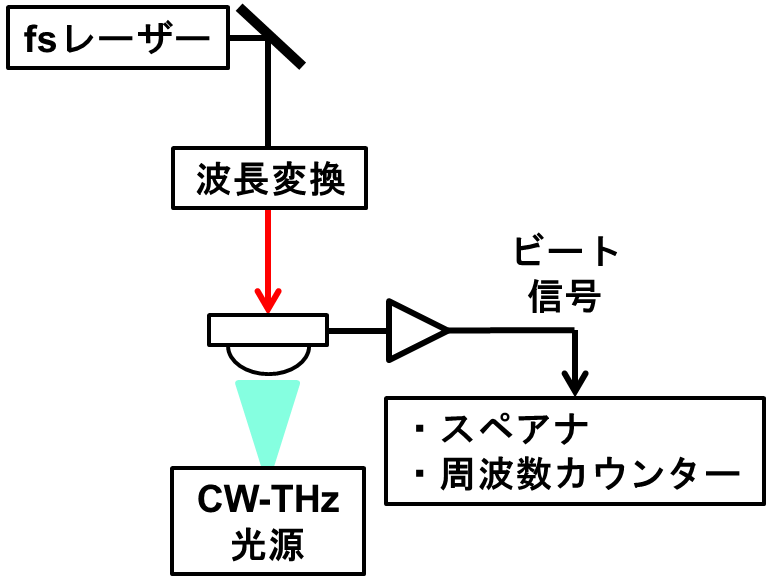 fsレーザー
波長変換
ビート
信号
・スペアナ
・周波数カウンター
CW-THz
光源